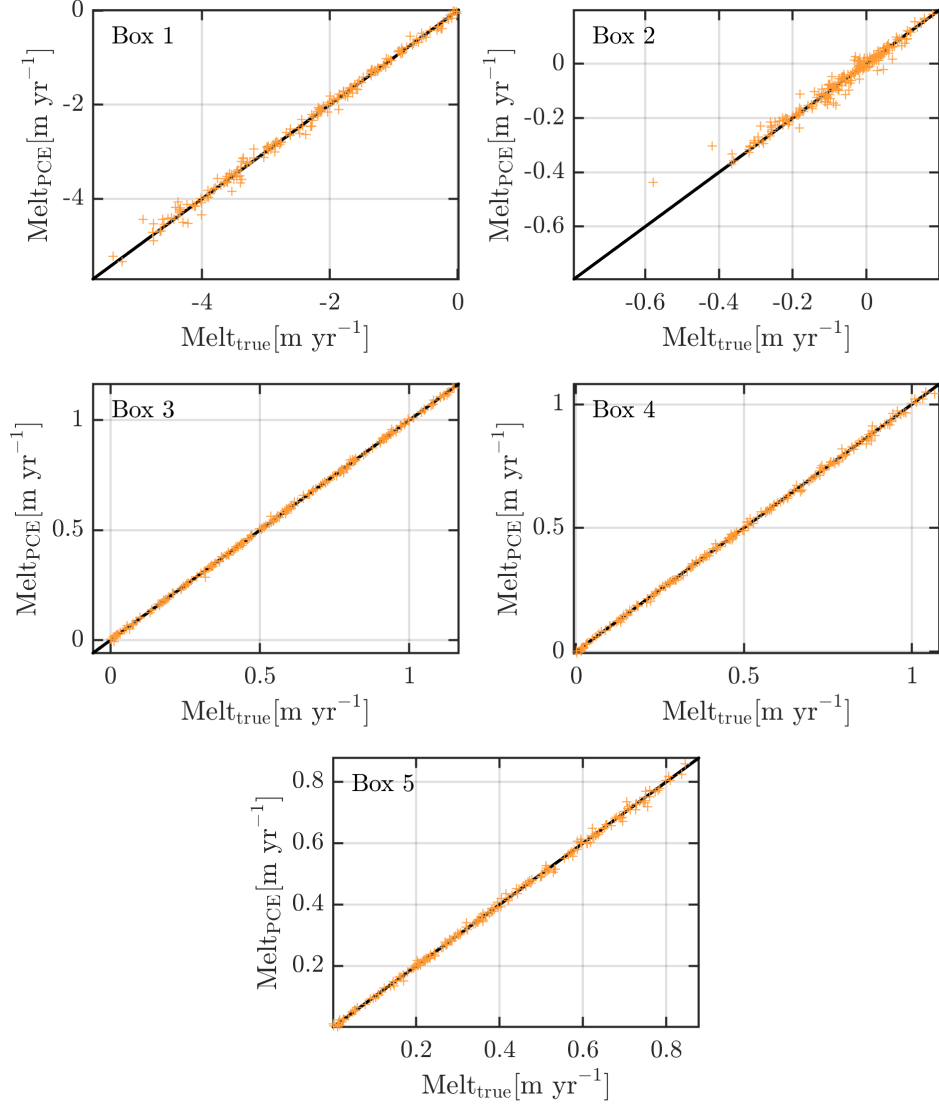 Box 1
0
-2
-4
Melt_PCE[m yr^−1]
-4 -2 0
Melt_true[m yr^−1]
Box 2
0
-0.2
-0.4
-0.6
Melt_PCE[m yr^−1]
-0.6 -0.4 -0.2 0
Melt_true[m yr^−1]
Box 3
1
0.5
0
Melt_PCE[m yr^−1]
0 0.5 1
Melt_true[m yr^−1]
Box 4
1
0.5
0
Melt_PCE[m yr^−1]
0 0.5 1
Melt_true[m yr^−1]
Box 5
0.8
0.6
0.4
0.2
Melt_PCE[m yr^−1]
0.2 0.4 0.6 0.8
Melt_true[m yr^−1]